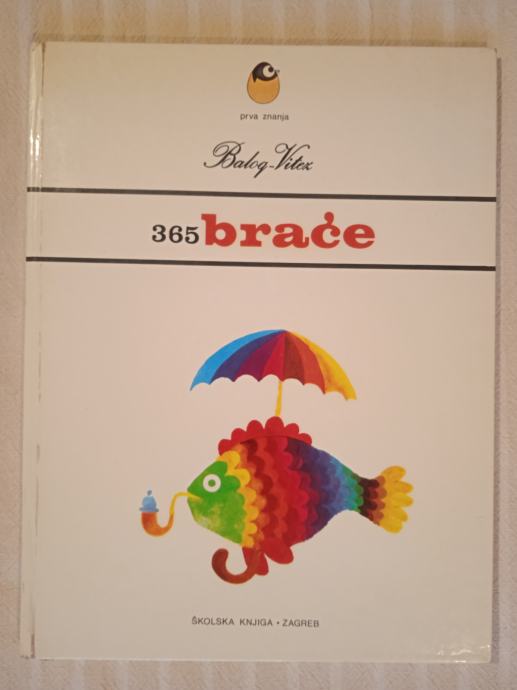 prva znanja
Balog-Vitez
365 braće
ŠKOLSKA KNJIGA • ZAGREB